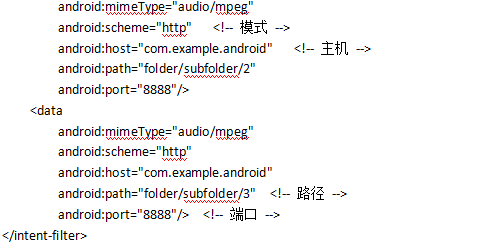 android:mimeType="audio/mpeg"
android:scheme="http" <!-- 模式 -->
android:host="com.example.android" <!-- 主机 -->
android:path="folder/subfolder/2"
android:port="8888"/>
<data
android:mimeType="audio/mpeg"
android:scheme="http"
android:host="com.example.android"
android:path="folder/subfolder/3" <!-- 路径 -->
android:port="8888"/> <!-- 端口 -->
</intent-filter>